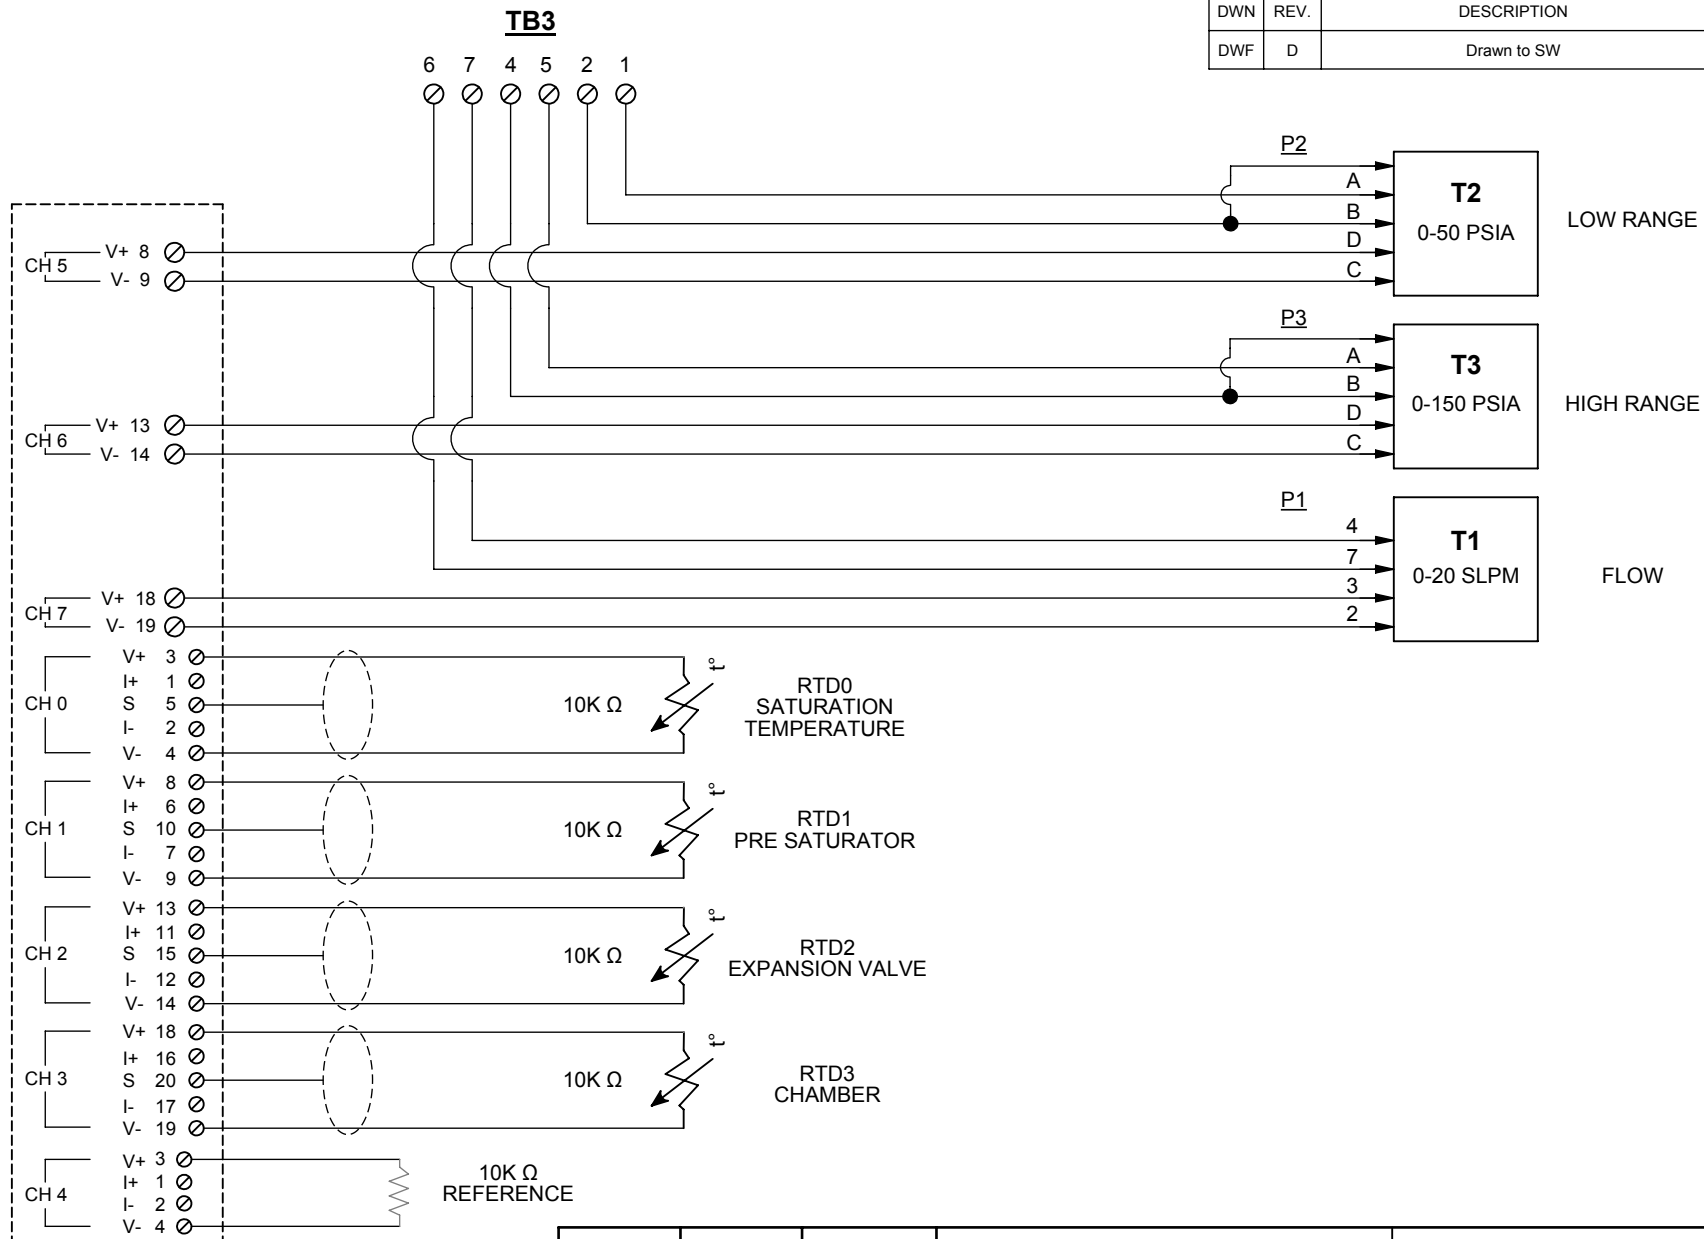 TB3
DWN REV. DESCRIPTION
DWF D Drawn to SW
6 7 4 5 2 1
P2
A
B
D
C
T2
0-50 PSIA
LOW RANGE
CH 5
V+ 8
V- 9
P3
A
B
D
C
T3
0-150 PSIA
HIGH RANGE
CH 6
V+ 13
V- 14
P1
4
7
3
2
T1
0-20 SLPM
FLOW
CH 7
V+ 18
V- 19
CH 0
V+ 3
I+ 1
S 5
I- 2
V- 4
10K Ω
t°
RTD0
SATURATION
TEMPERATURE
CH 1
V+ 8
I+ 6
S 10
I- 7
V- 9
10K Ω
t°
RTD1
PRE SATURATOR
CH 2
V+ 13
I+ 11
S 15
I- 12
V- 14
10K Ω
t°
RTD2
EXPANSION VALVE
CH 3
V+ 18
I+ 16
S 20
I- 17
V- 19
10K Ω
t°
RTD3
CHAMBER
CH 4
V+ 3
I+ 1
I- 2
V- 4
10K Ω
REFERENCE